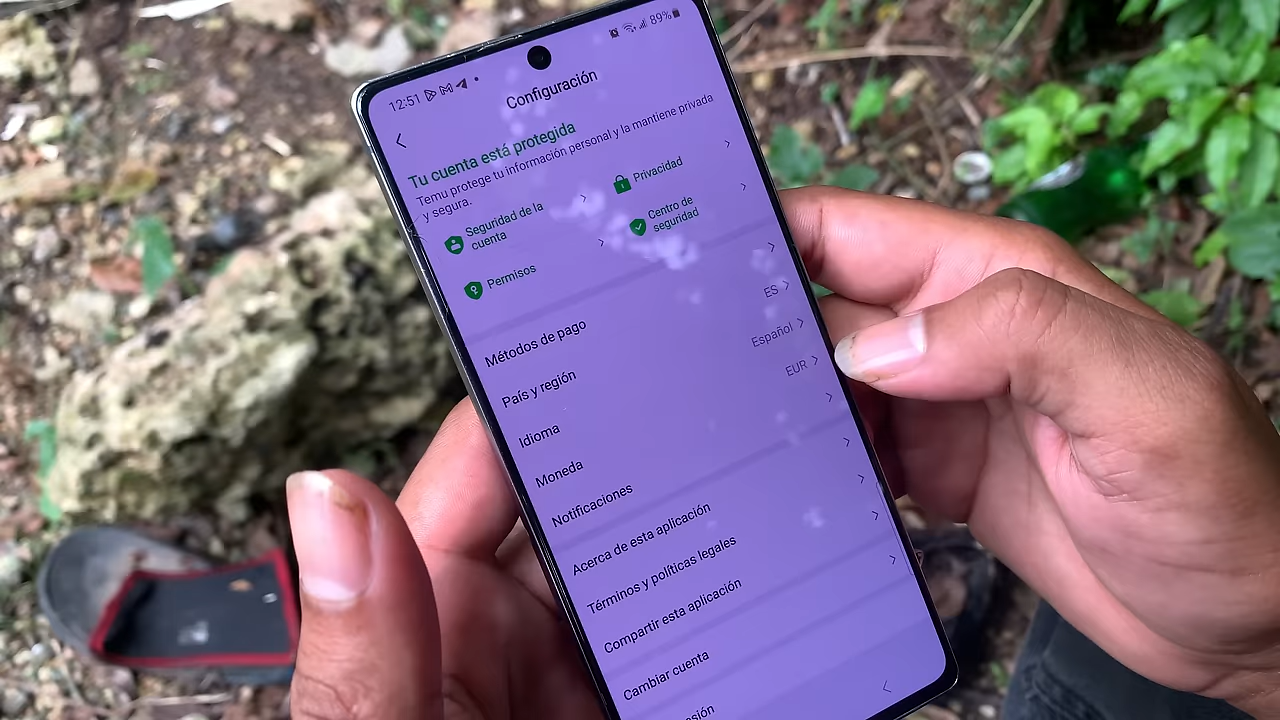 12:51
89%
Configuración
Tu cuenta está protegida
Temu protege tu información personal y la mantiene privada
y segura.
Seguridad de la
cuenta
Privacidad
Permisos
Centro de
seguridad
Métodos de pago
País y región
ES
Idioma
Español
Moneda
EUR
Notificaciones
Acerca de esta aplicación
Términos y políticas legales
Compartir esta aplicación
Cambiar cuenta